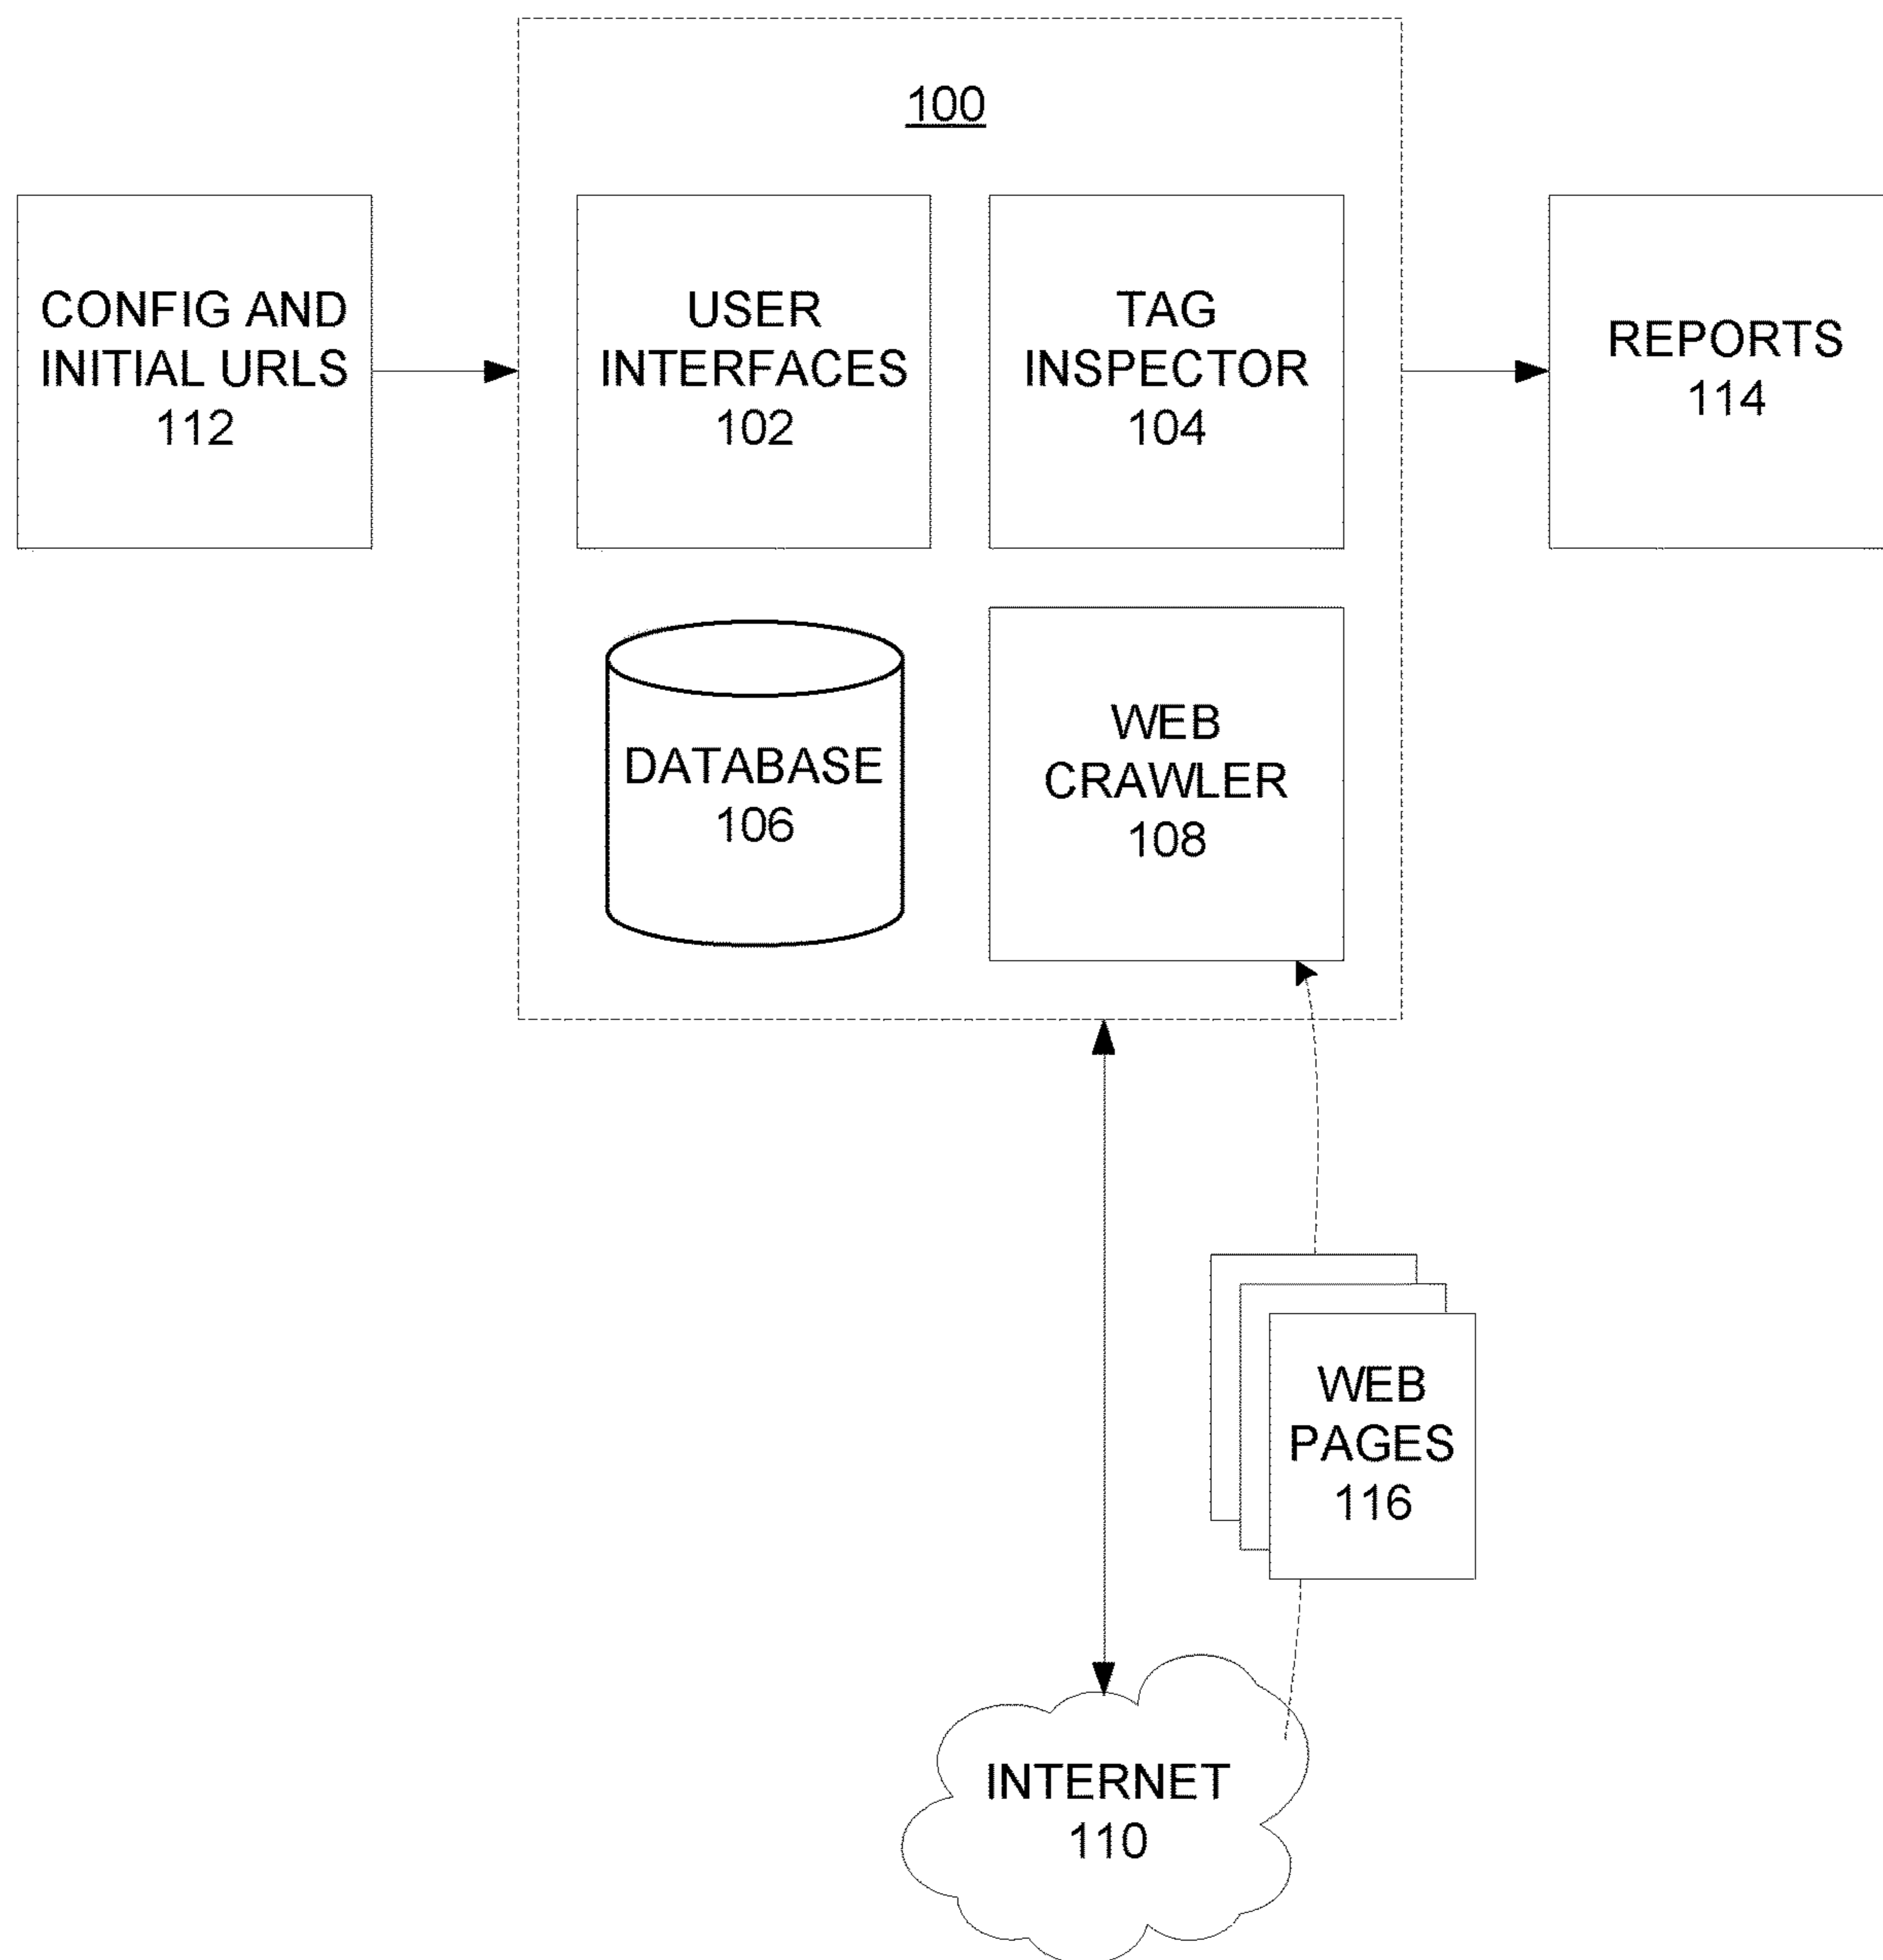 100
CONFIG AND
INITIAL URLS
112
USER
INTERFACES
102
TAG
INSPECTOR
104
REPORTS
114
DATABASE
106
WEB
CRAWLER
108
WEB
PAGES
116
INTERNET
110